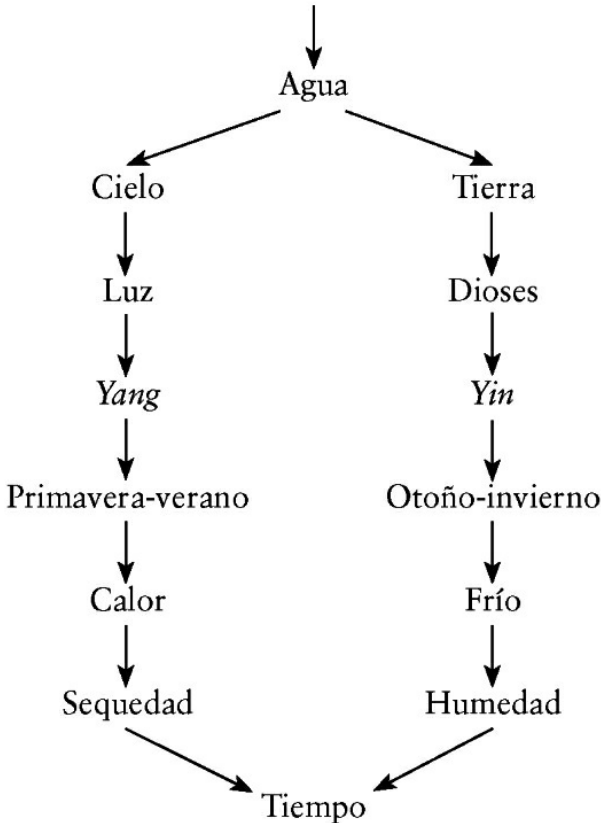 Agua
Cielo Tierra
Luz Dioses
Yang Yin
Primavera-verano Otoño-invierno
Calor Frío
Sequedad Humedad
Tiempo